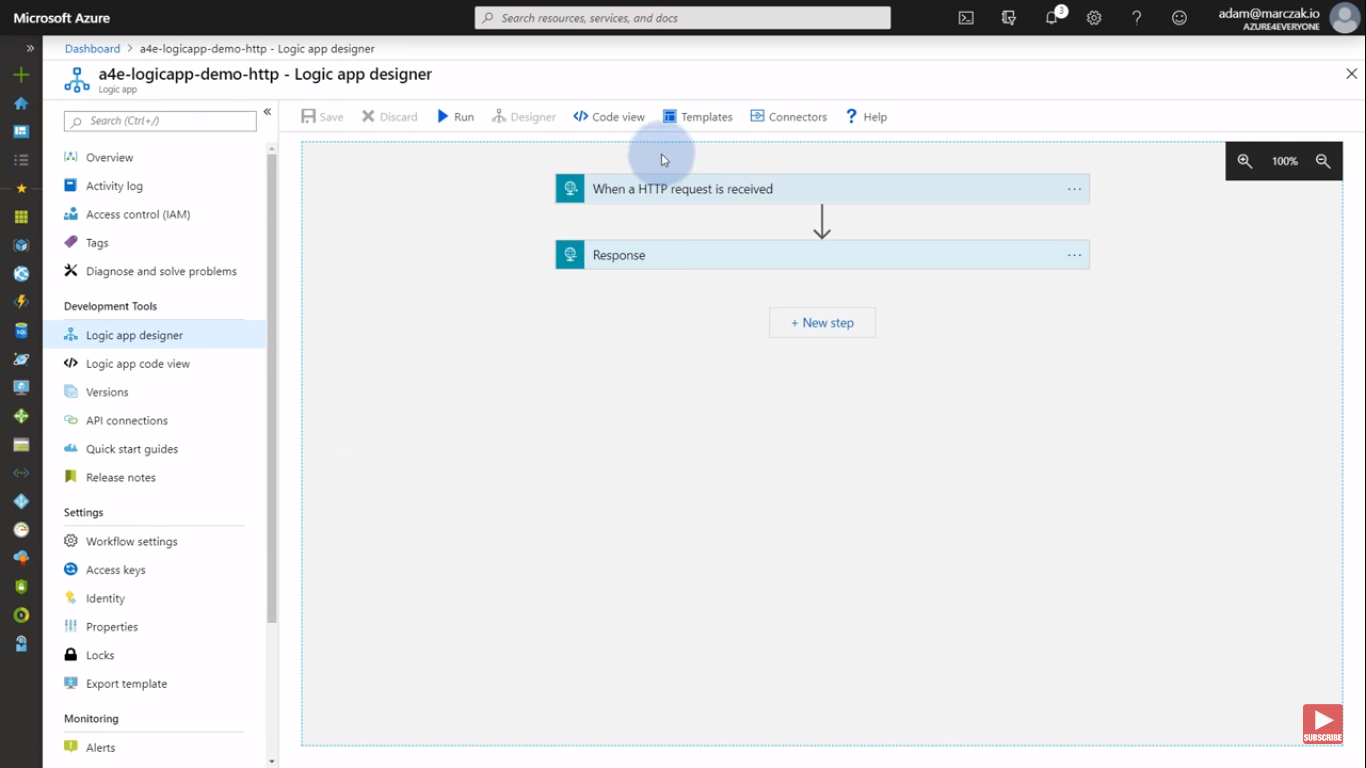 Microsoft Azure
Search resources, services, and docs
3
adam@marczak.io
AZURE4EVERYONE
Dashboard > a4e-logicapp-demo-http - Logic app designer
a4e-logicapp-demo-http - Logic app designer
Logic app
Search (Ctrl+/)
Save
Discard
Run
Designer
Code view
Templates
Connectors
Help
Overview
Activity log
Access control (IAM)
Tags
Diagnose and solve problems
Development Tools
Logic app designer
Logic app code view
Versions
API connections
Quick start guides
Release notes
Settings
Workflow settings
Access keys
Identity
Properties
Locks
Export template
Monitoring
Alerts
100%
When a HTTP request is received
Response
+ New step
SUBSCRIBE